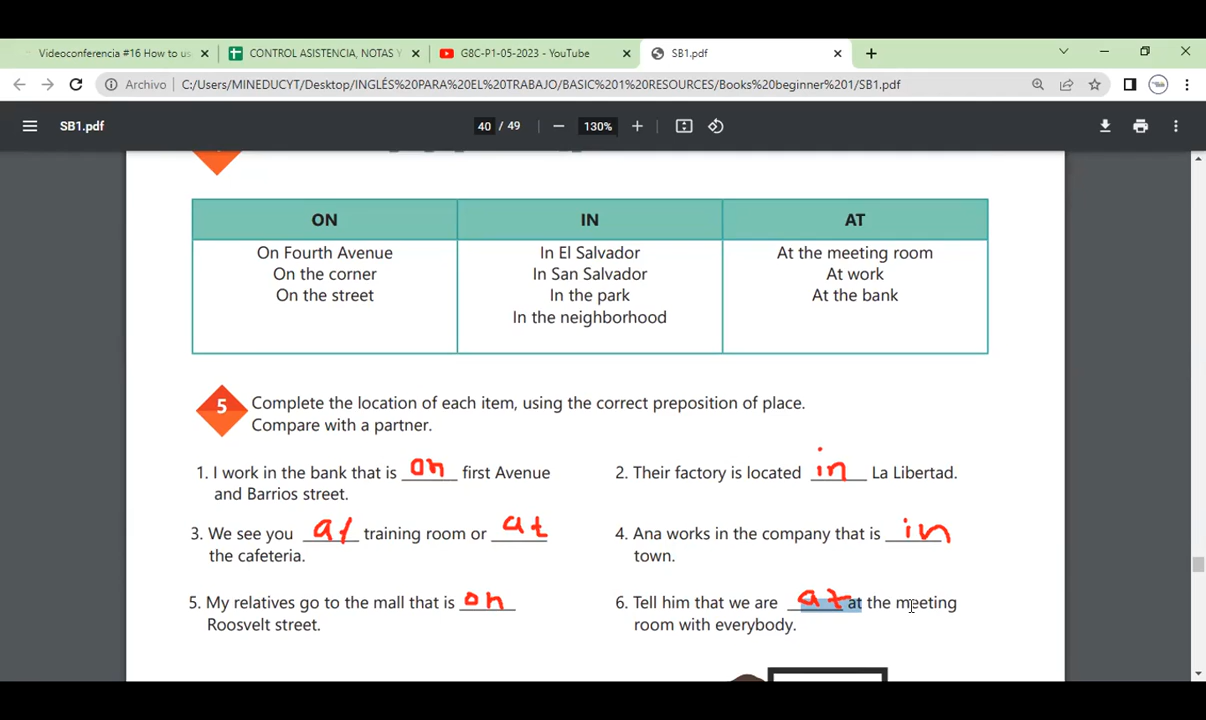 Videoconferencia #16 How to us
CONTROL ASISTENCIA, NOTAS Y
G8C-P1-05-2023 - YouTube
SB1.pdf
Archivo C:/Users/MINEDUCYT/Desktop/INGLÉS%20PARA%20EL%20TRABAJO/BASIC%201%20RESOURCES/Books%20beginner%201/SB1.pdf
SB1.pdf 40 / 49 130%
ON IN AT
On Fourth Avenue In El Salvador At the meeting room
On the corner In San Salvador At work
On the street In the park At the bank
In the neighborhood
5 Complete the location of each item, using the correct preposition of place.
Compare with a partner.
1. I work in the bank that is on first Avenue
and Barrios street.
2. Their factory is located in La Libertad.
3. We see you at training room or at
the cafeteria.
4. Ana works in the company that is in
town.
5. My relatives go to the mall that is on
Roosvelt street.
6. Tell him that we are at at the meeting
room with everybody.